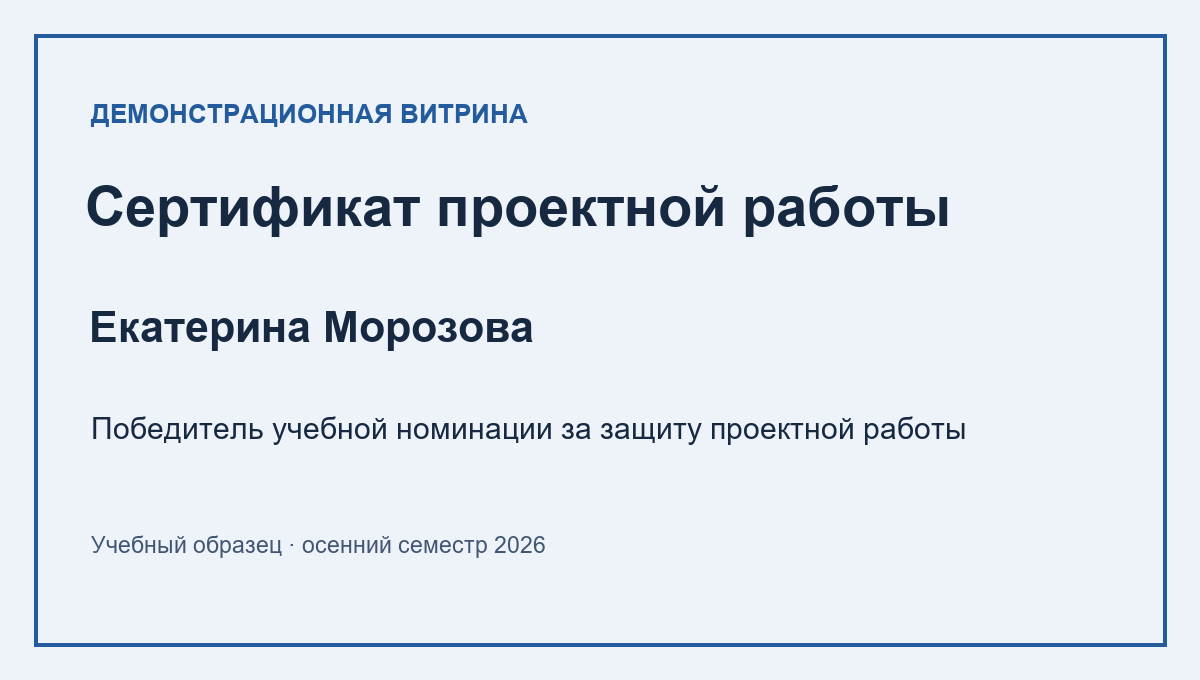 ДЕМОНСТРАЦИОННАЯ ВИТРИНА
Сертификат проектной работы
Екатерина Морозова
Победитель учебной номинации за защиту проектной работы
Учебный образец · осенний семестр 2026